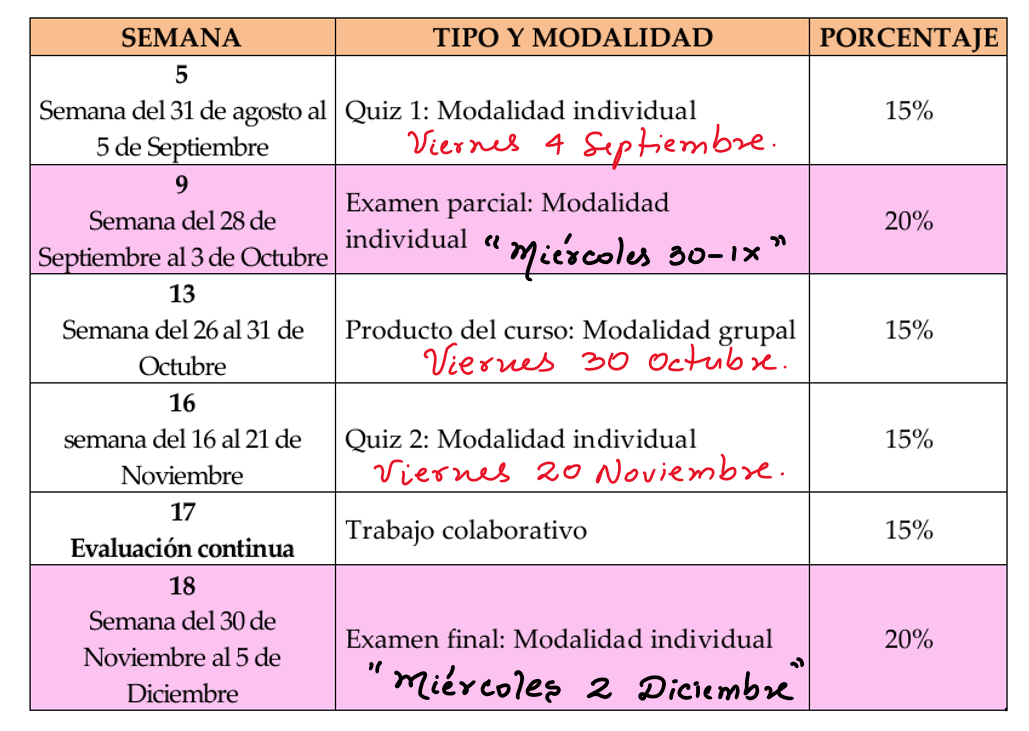 SEMANA TIPO Y MODALIDAD PORCENTAJE
5
Semana del 31 de agosto al
5 de Septiembre
Quiz 1: Modalidad individual
Viernes 4 Septiembre.
15%
9
Semana del 28 de
Septiembre al 3 de Octubre
Examen parcial: Modalidad
individual "Miércoles 30-IX"
20%
13
Semana del 26 al 31 de
Octubre
Producto del curso: Modalidad grupal
Viernes 30 Octubre.
15%
16
semana del 16 al 21 de
Noviembre
Quiz 2: Modalidad individual
Viernes 20 Noviembre.
15%
17
Evaluación continua
Trabajo colaborativo
15%
18
Semana del 30 de
Noviembre al 5 de
Diciembre
Examen final: Modalidad individual
"Miércoles 2 Diciembre"
20%